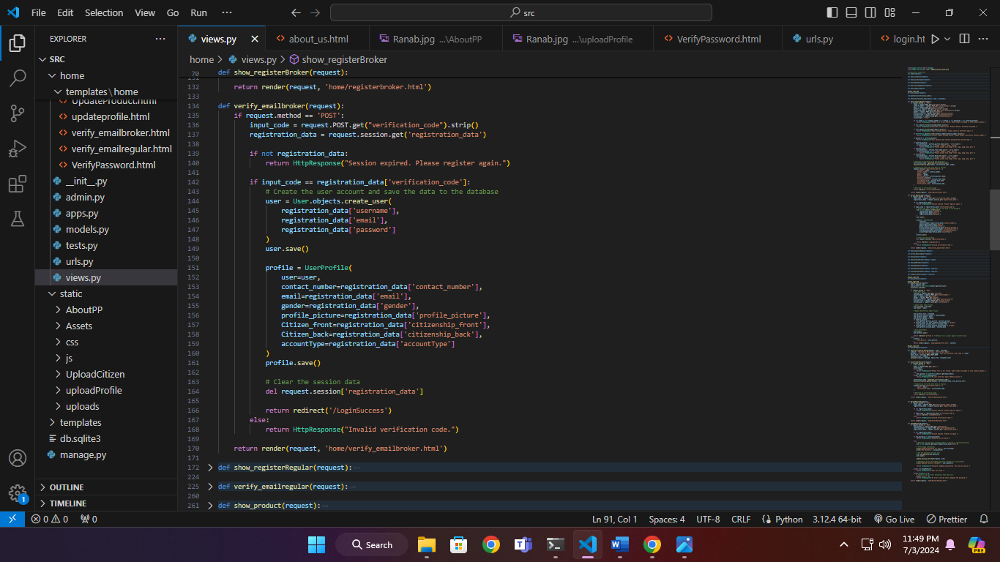 File Edit Selection View Go Run ··· src
EXPLORER ···
views.py about_us.html Ranab.jpg ...\AboutPP Ranab.jpg ...\uploadProfile VerifyPassword.html urls.py login.ht
home > views.py > show_registerBroker
SRC
home
templates\home
UpdateProduct.html
updateprofile.html
verify_emailbroker.html
verify_emailregular.html
VerifyPassword.html
__init__.py
admin.py
apps.py
models.py
tests.py
urls.py
views.py
static
AboutPP
Assets
css
js
UploadCitizen
uploadProfile
uploads
templates
db.sqlite3
manage.py
OUTLINE
TIMELINE
70 def show_registerBroker(request):
131
132 return render(request, 'home/registerbroker.html')
133
134 def verify_emailbroker(request):
135 if request.method == 'POST':
136 input_code = request.POST.get("verification_code").strip()
137 registration_data = request.session.get('registration_data')
138
139 if not registration_data:
140 return HttpResponse("Session expired. Please register again.")
141
142 if input_code == registration_data['verification_code']:
143 # Create the user account and save the data to the database
144 user = User.objects.create_user(
145 registration_data['username'],
146 registration_data['email'],
147 registration_data['password']
148 )
149 user.save()
150
151 profile = UserProfile(
152 user=user,
153 contact_number=registration_data['contact_number'],
154 email=registration_data['email'],
155 gender=registration_data['gender'],
156 profile_picture=registration_data['profile_picture'],
157 Citizen_front=registration_data['citizenship_front'],
158 Citizen_back=registration_data['citizenship_back'],
159 accountType=registration_data['accountType']
160 )
161 profile.save()
162
163 # Clear the session data
164 del request.session['registration_data']
165
166 return redirect('/LoginSuccess')
167 else:
168 return HttpResponse("Invalid verification code.")
169
170 return render(request, 'home/verify_emailbroker.html')
171
172 def show_registerRegular(request): ···
224
225 def verify_emailregular(request): ···
260
261 def show_product(request): ···
0 0 0 Ln 91, Col 1 Spaces: 4 UTF-8 CRLF Python 3.12.4 64-bit Go Live Prettier
1
Search
11:49 PM
7/3/2024
PRE